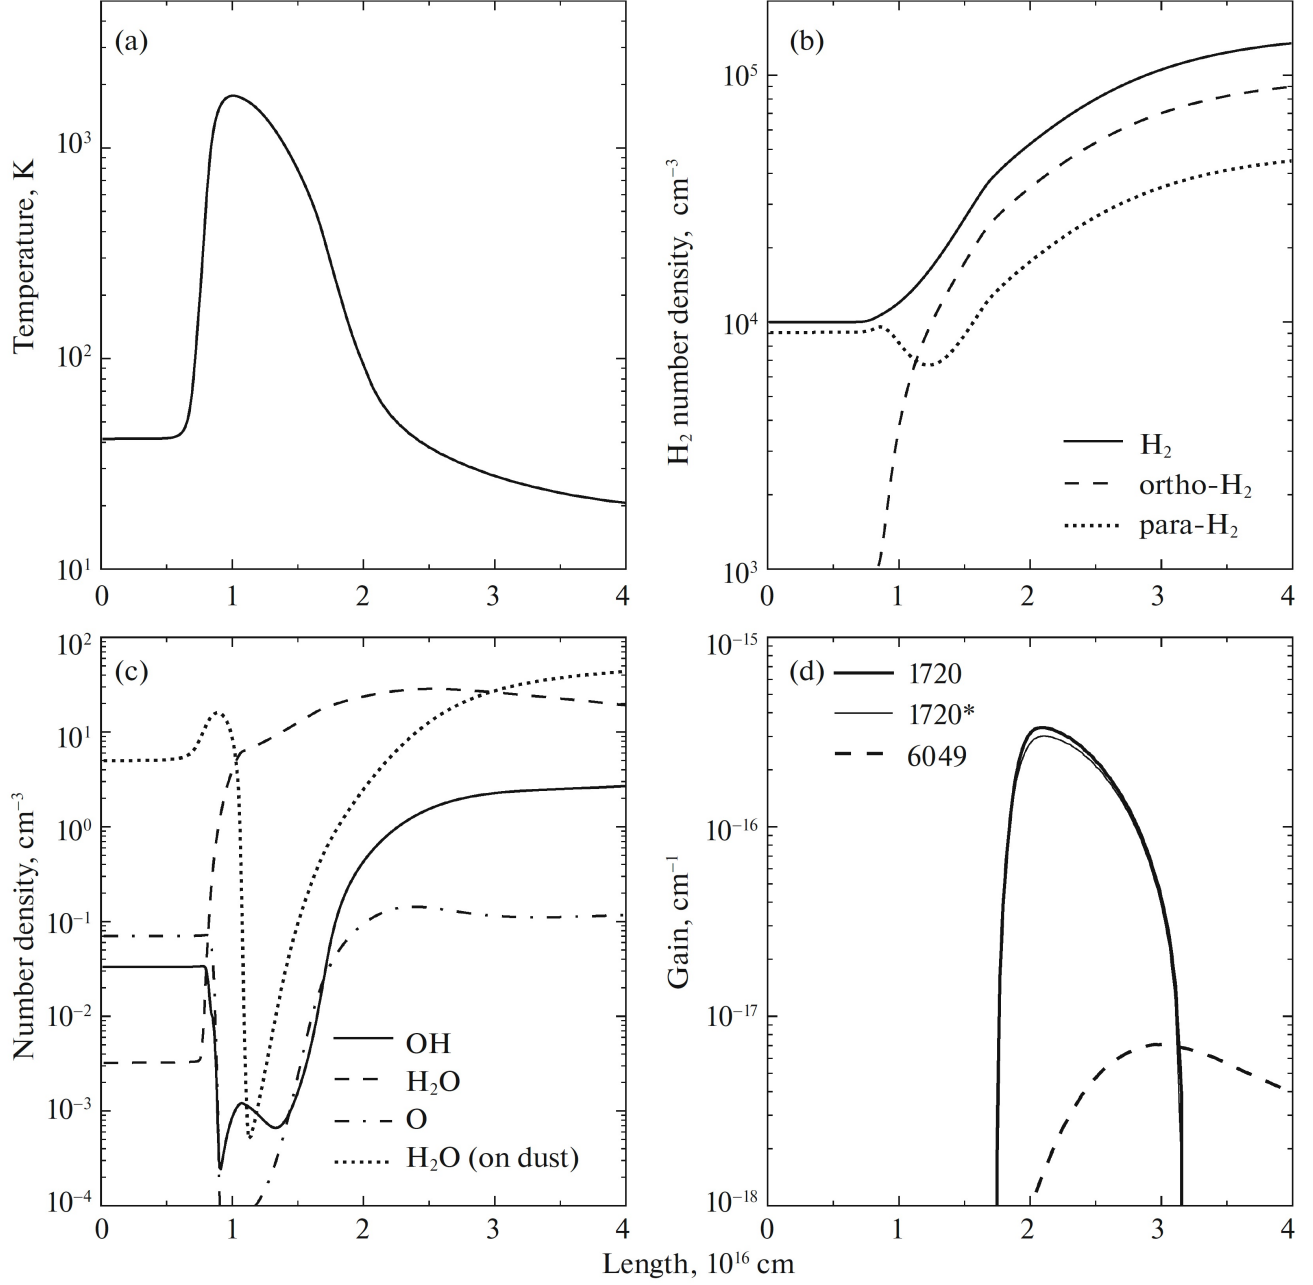 (a)
10³
10²
10¹
Temperature, K
0 1 2 3 4
(b)
10⁵
10⁴
10³
H₂ number density, cm⁻³
H₂
ortho-H₂
para-H₂
0 1 2 3 4
(c)
10²
10¹
10⁰
10⁻¹
10⁻²
10⁻³
10⁻⁴
Number density, cm⁻³
OH
H₂O
O
H₂O (on dust)
0 1 2 3 4
(d)
1720
1720*
6049
10⁻¹⁵
10⁻¹⁶
10⁻¹⁷
10⁻¹⁸
Gain, cm⁻¹
0 1 2 3 4
Length, 10¹⁶ cm